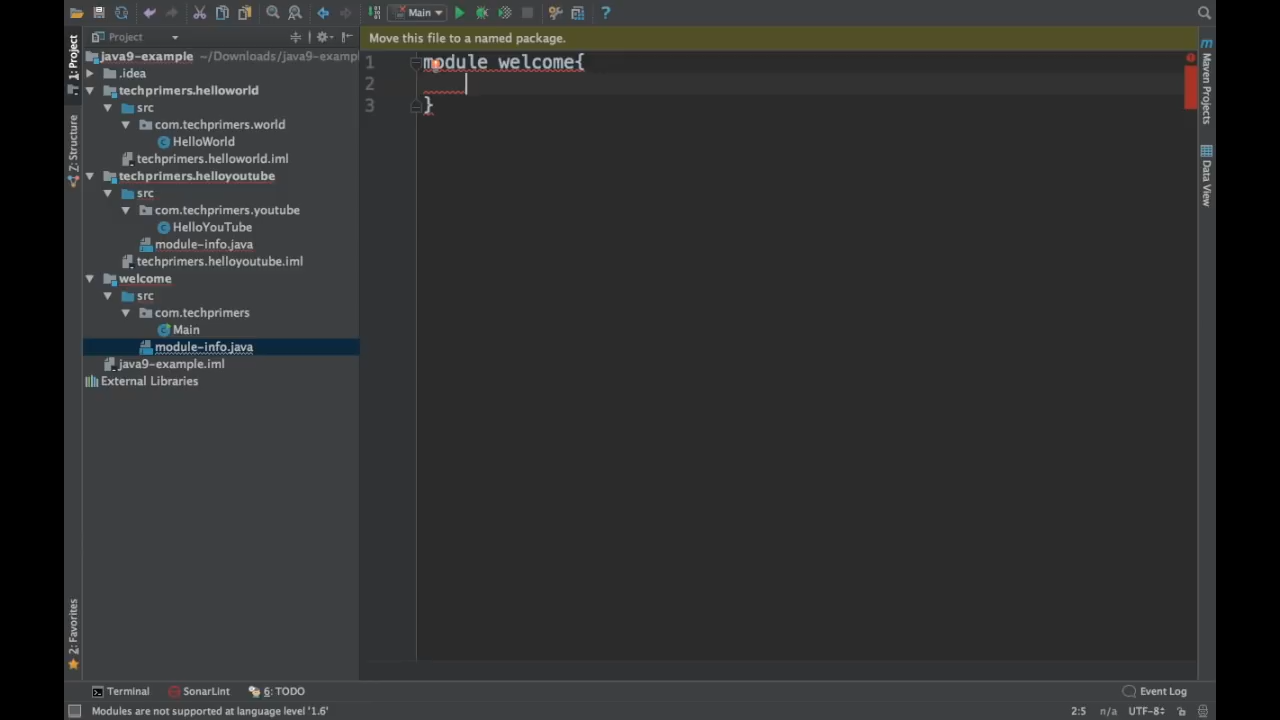 Main
Move this file to a named package.
1: Project
Project
java9-example ~/Downloads/java9-exampl
.idea
techprimers.helloworld
src
com.techprimers.world
HelloWorld
techprimers.helloworld.iml
techprimers.helloyoutube
src
com.techprimers.youtube
HelloYouTube
module-info.java
techprimers.helloyoutube.iml
welcome
src
com.techprimers
Main
module-info.java
java9-example.iml
External Libraries
Z: Structure
2: Favorites
1 module welcome{
2
3 }
Maven Projects
Data View
Terminal
SonarLint
6: TODO
Event Log
Modules are not supported at language level '1.6'
2:5 n/a UTF-8